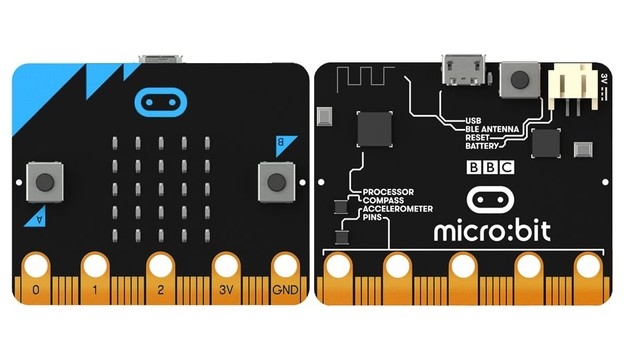 B
A
0 1 2 3V GND
3V
USB
BLE ANTENNA
RESET
BATTERY
BBC
PROCESSOR
COMPASS
ACCELEROMETER
PINS
micro:bit